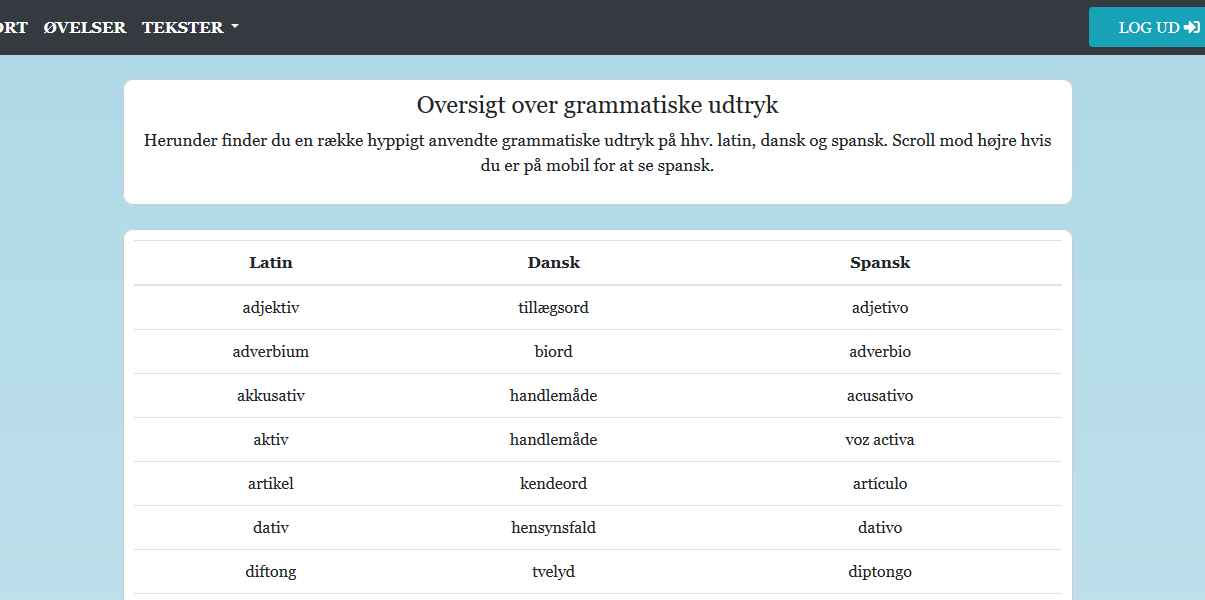 ØVELSER TEKSTER LOG UD
Oversigt over grammatiske udtryk
Herunder finder du en række hyppigt anvendte grammatiske udtryk på hhv. latin, dansk og spansk. Scroll mod højre hvis
du er på mobil for at se spansk.
Latin Dansk Spansk
adjektiv tillægsord adjetivo
adverbium biord adverbio
akkusativ handlemåde acusativo
aktiv handlemåde voz activa
artikel kendeord artículo
dativ hensynsfald dativo
diftong tvelyd diptongo